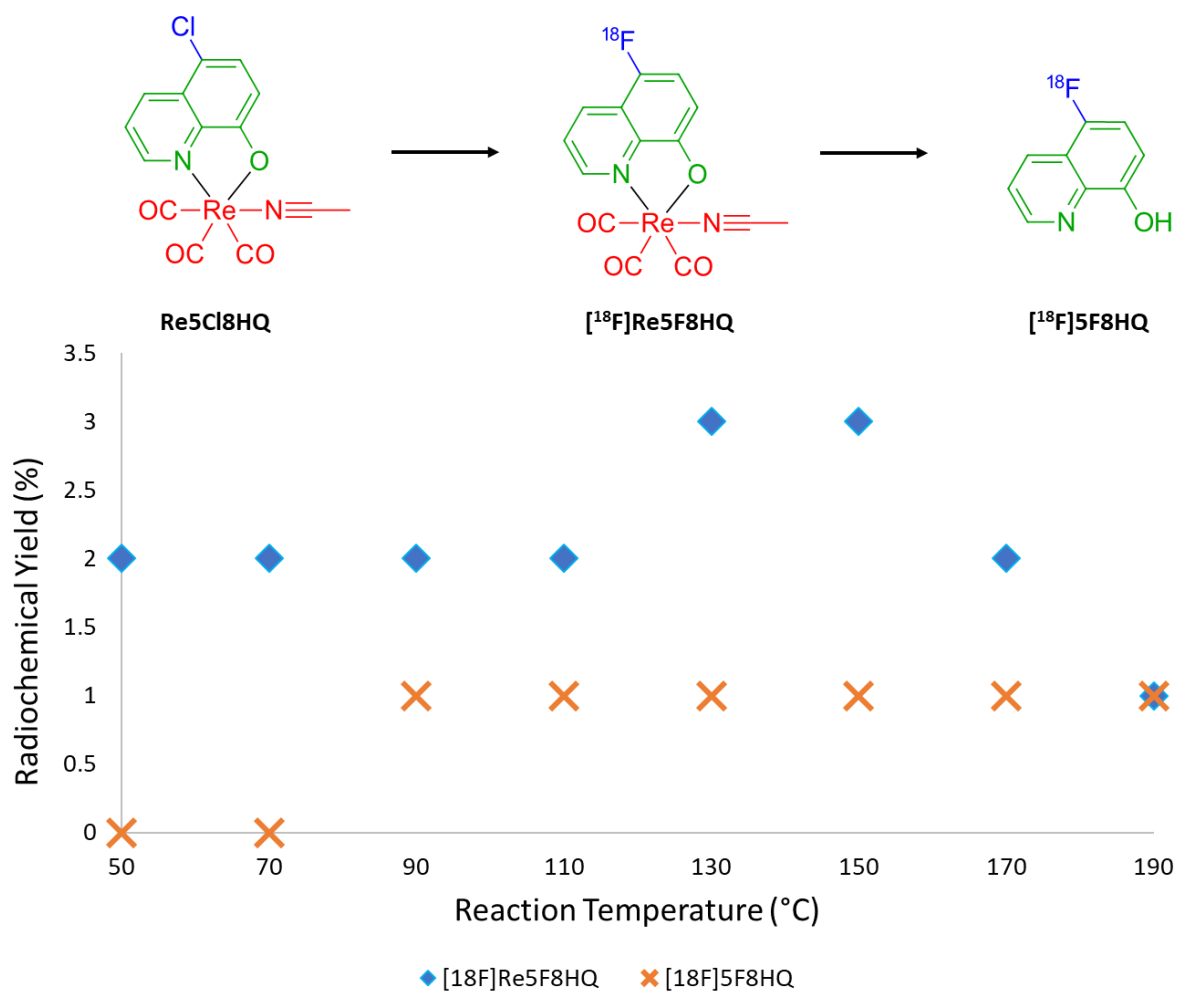 Cl
N
O
OC
Re
N
OC
CO
18F
N
O
OC
Re
N
OC
CO
18F
N
OH
Re5Cl8HQ
[18F]Re5F8HQ
[18F]5F8HQ
3.5
3
2.5
2
1.5
1
0.5
0
Radiochemical Yield (%)
50 70 90 110 130 150 170 190
Reaction Temperature (°C)
[18F]Re5F8HQ [18F]5F8HQ